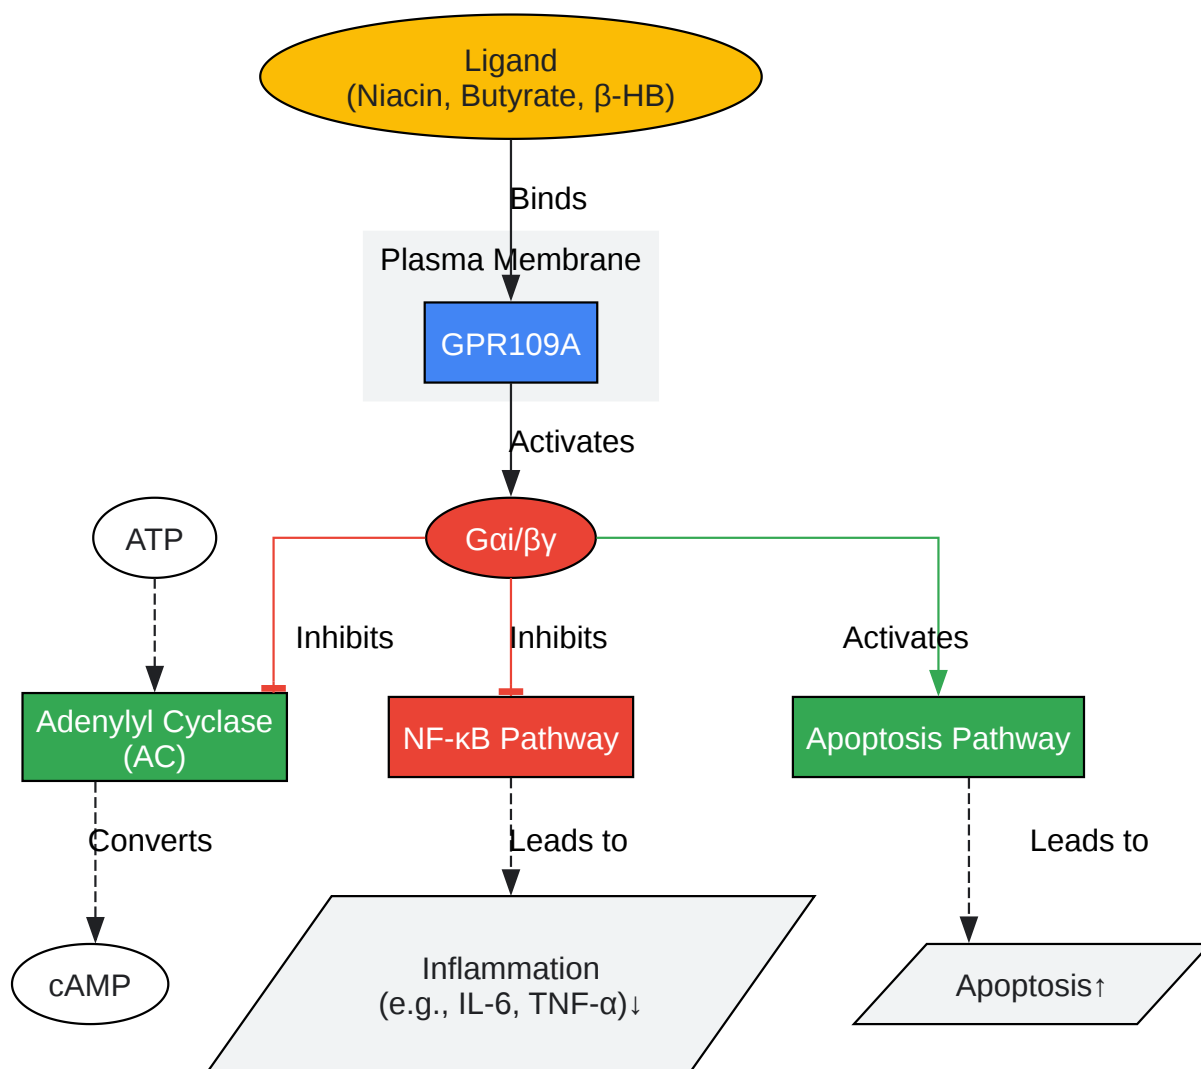 Ligand
(Niacin, Butyrate, β-HB)
Binds
Plasma Membrane
GPR109A
Activates
ATP
Gαi/βγ
Inhibits
Inhibits
Activates
Adenylyl Cyclase
(AC)
NF-κB Pathway
Apoptosis Pathway
Converts
Leads to
Leads to
cAMP
Inflammation
(e.g., IL-6, TNF-α)↓
Apoptosis↑